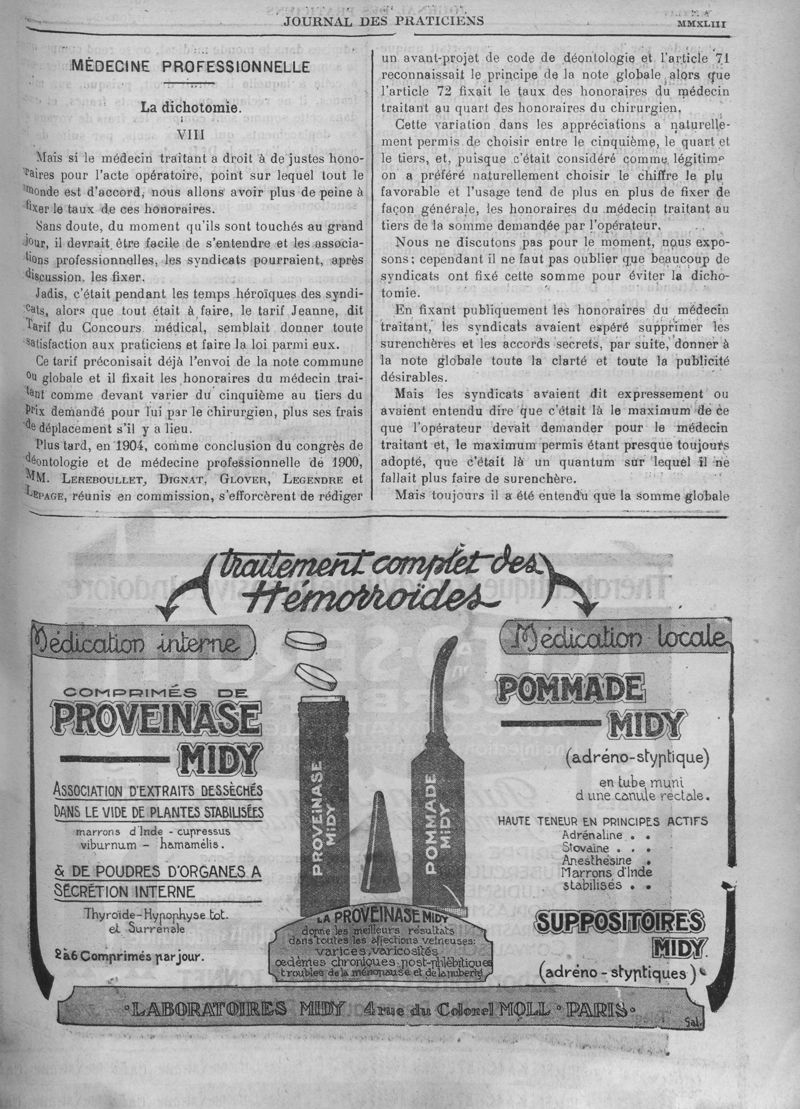 JOURNAL DES PRATICIENS
MMXLIII
MÉDECINE PROFESSIONNELLE
La dichotomie.
VIII
Mais si le médecin traitant a droit à de justes hono-
raires pour l'acte opératoire, point sur lequel tout le
monde est d'accord, nous allons avoir plus de peine à
fixer le taux de ces honoraires.
Sans doute, du moment qu'ils sont touchés au grand
jour, il devrait être facile de s'entendre et les associa-
tions professionnelles, les syndicats pourraient, après
discussion, les fixer.
Jadis, c'était pendant les temps héroïques des syndi-
cats, alors que tout était à faire, le tarif Jeanne, dit
Tarif du Concours médical, semblait donner toute
satisfaction aux praticiens et faire la loi parmi eux.
Ce tarif préconisait déjà l'envoi de la note commune
ou globale et il fixait les honoraires du médecin trai-
tant comme devant varier du cinquième au tiers du
prix demandé pour lui par le chirurgien, plus ses frais
de déplacement s'il y a lieu.
Plus tard, en 1904, comme conclusion du congrès de
déontologie et de médecine professionnelle de 1900,
MM. LEREBOULLET, DIGNAT, GLOVER, LEGENDRE et
LEPAGE, réunis en commission, s'efforcèrent de rédiger
un avant-projet de code de déontologie et l'article 71
reconnaissait le principe de la note globale alors que
l'article 72 fixait le taux des honoraires du médecin
traitant au quart des honoraires du chirurgien.
Cette variation dans les appréciations a naturelle-
ment permis de choisir entre le cinquième, le quart et
le tiers, et, puisque c'était considéré comme légitime
on a préféré naturellement choisir le chiffre le plu
favorable et l'usage tend de plus en plus de fixer de
façon générale, les honoraires du médecin traitant au
tiers de la somme demandée par l'opérateur.
Nous ne discutons pas pour le moment, nous expo-
sons; cependant il ne faut pas oublier que beaucoup de
syndicats ont fixé cette somme pour éviter la dicho-
tomie.
En fixant publiquement les honoraires du médecin
traitant, les syndicats avaient espéré supprimer les
surenchères et les accords secrets, par suite, donner à
la note globale toute la clarté et toute la publicité
désirables.
Mais les syndicats avaient dit expressement ou
avaient entendu dire que c'était là le maximum de ce
que l'opérateur devait demander pour le médecin
traitant et, le maximum permis étant presque toujours
adopté, que c'était là un quantum sur lequel il ne
fallait plus faire de surenchère.
Mais toujours il a été entendu que la somme globale
traitement complet des
Hémorroïdes
Médication interne
COMPRIMÉS DE
PROVEINASE
MIDY
ASSOCIATION D'EXTRAITS DESSÉCHÉS
DANS LE VIDE DE PLANTES STABILISÉES
marrons d'Inde - cupressus
viburnum - hamamélis.
& DE POUDRES D'ORGANES A
SÉCRÉTION INTERNE
Thyroïde-Hypophyse tot.
et Surrénale
2 à 6 Comprimés par jour.
PROVEINASE MIDY
POMMADE MIDY
LA PROVEINASE MIDY
donne les meilleurs résultats
dans toutes les affections veineuses:
varices, varicosités
œdèmes chroniques, post-phlébitiques
troubles de la ménopause et de la puberté
Médication locale
POMMADE
MIDY
(adréno-styptique)
en tube muni
d'une canule rectale.
HAUTE TENEUR EN PRINCIPES ACTIFS
Adrénaline . .
Stovaïne . . .
Anesthésine .
Marrons d'Inde
stabilisés . .
SUPPOSITOIRES
MIDY.
(adréno-styptiques)
LABORATOIRES MIDY. 4 rue du Colonel MOLL PARIS